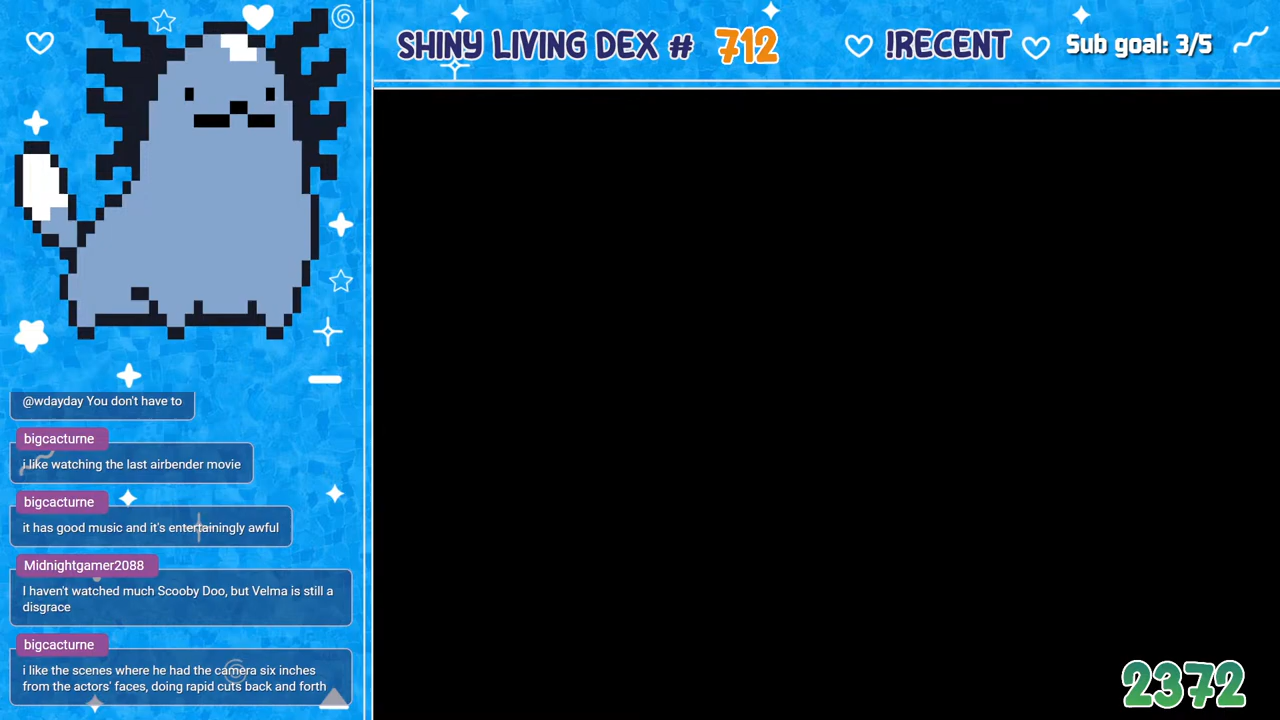 SHINY LIVING DEX # 712 !RECENT Sub goal: 3/5
@wdayday You don't have to
bigcacturne
i like watching the last airbender movie
bigcacturne
it has good music and it's entertainingly awful
Midnightgamer2088
I haven't watched much Scooby Doo, but Velma is still a
disgrace
bigcacturne
i like the scenes where he had the camera six inches
from the actors' faces, doing rapid cuts back and forth
2372